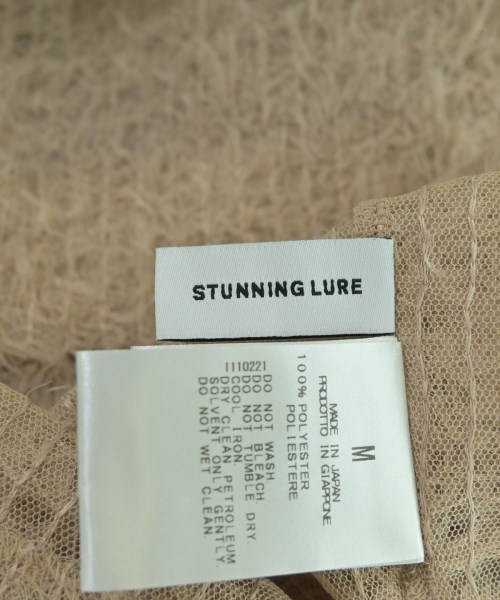 STUNNING LURE
M
MADE IN JAPAN
PRODOTTO IN GIAPPONE
100% POLYESTER
POLIESTERE
1110221
DO NOT WASH
DO NOT BLEACH
DO NOT TUMBLE DRY.
COOL IRON.
DRY CLEAN PETROLEUM
SOLVENT ONLY GENTLY.
DO NOT WET CLEAN.